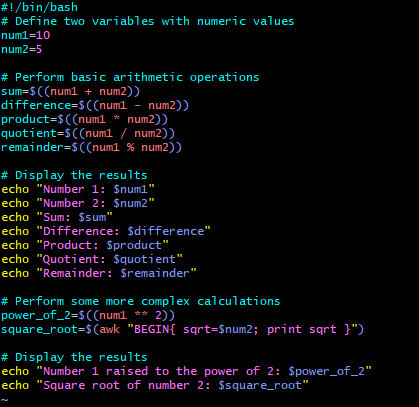 #!/bin/bash
# Define two variables with numeric values
num1=10
num2=5
# Perform basic arithmetic operations
sum=$((num1 + num2))
difference=$((num1 - num2))
product=$((num1 * num2))
quotient=$((num1 / num2))
remainder=$((num1 % num2))
# Display the results
echo "Number 1: $num1"
echo "Number 2: $num2"
echo "Sum: $sum"
echo "Difference: $difference"
echo "Product: $product"
echo "Quotient: $quotient"
echo "Remainder: $remainder"
# Perform some more complex calculations
power_of_2=$((num1 ** 2))
square_root=$(awk "BEGIN{ sqrt=$num2; print sqrt }")
# Display the results
echo "Number 1 raised to the power of 2: $power_of_2"
echo "Square root of number 2: $square_root"
~